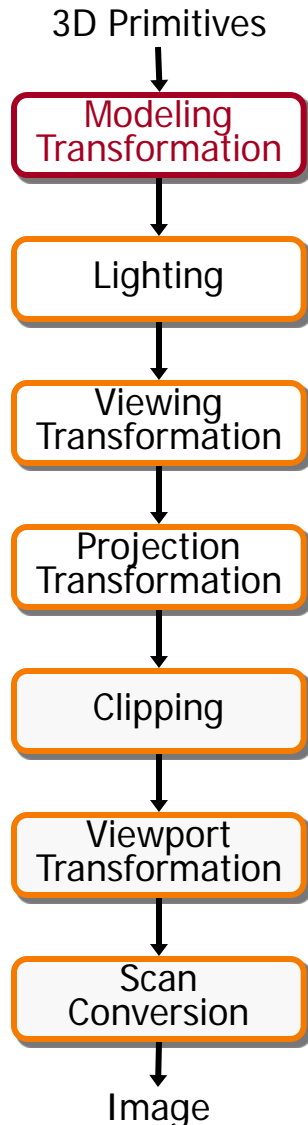 3D Primitives
Modeling
Transformation
Lighting
Viewing
Transformation
Projection
Transformation
Clipping
Viewport
Transformation
Scan
Conversion
Image